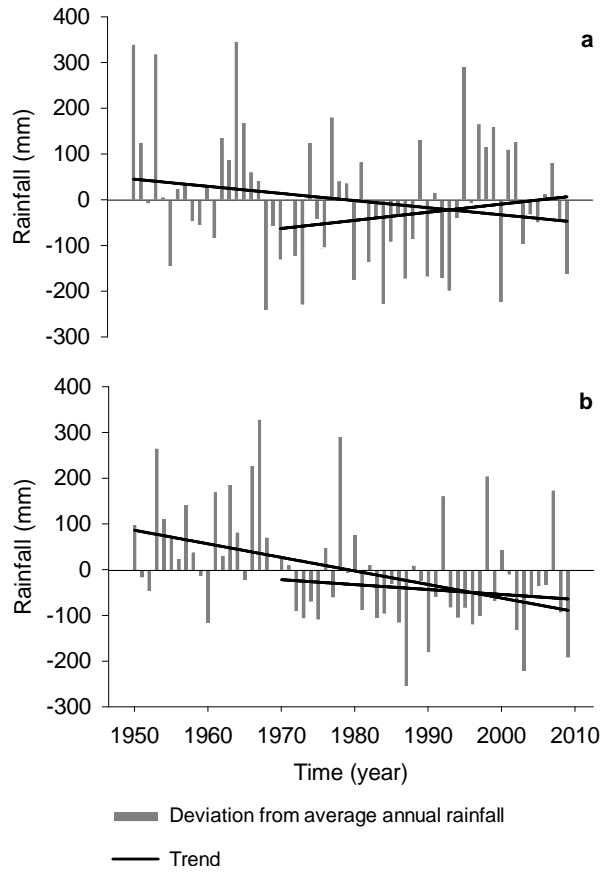 400
a
300
200
100
0
-100
-200
-300
Rainfall (mm)
400
b
300
200
100
0
-100
-200
-300
Rainfall (mm)
1950 1960 1970 1980 1990 2000 2010
Time (year)
Deviation from average annual rainfall
Trend